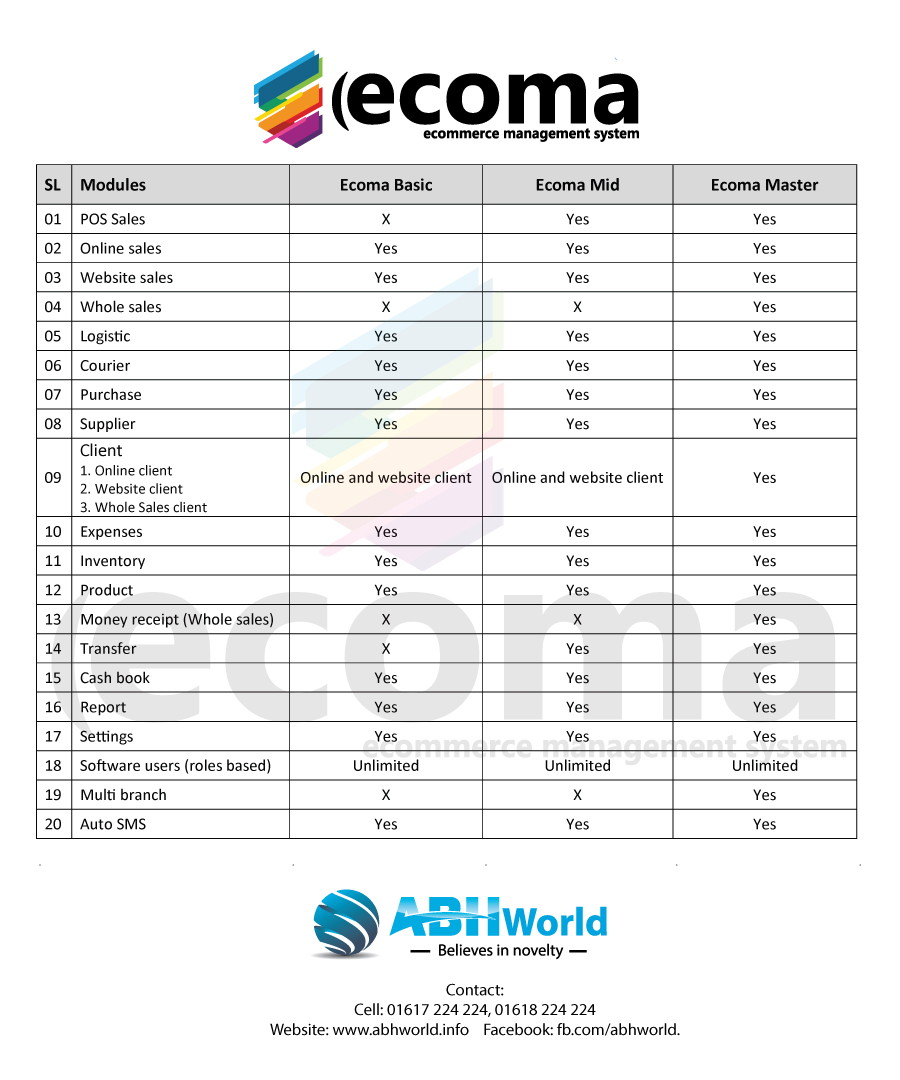 (ecoma
ecommerce management system
SL Modules Ecoma Basic Ecoma Mid Ecoma Master
01 POS Sales X Yes Yes
02 Online sales Yes Yes Yes
03 Website sales Yes Yes Yes
04 Whole sales X X Yes
05 Logistic Yes Yes Yes
06 Courier Yes Yes Yes
07 Purchase Yes Yes Yes
08 Supplier Yes Yes Yes
Client
1. Online client
09 Online and website client Online and website client Yes
2. Website client
3. Whole Sales client
10 Expenses Yes Yes Yes
11 Inventory Yes Yes Yes
12 Product Yes Yes Yes
13 Money receipt (Whole sales) X X Yes
14 Transfer X Yes Yes
15 Cash book Yes Yes Yes
16 Report Yes Yes Yes
17 Settings Yes Yes Yes
18 Software users (roles based) Unlimited Unlimited Unlimited
19 Multi branch X X Yes
20 Auto SMS Yes Yes Yes
(ecoma
ecommerce management system
ABHWorld
Believes in novelty
Contact:
Cell: 01617 224 224, 01618 224 224
Website: www.abhworld.info Facebook: fb.com/abhworld.